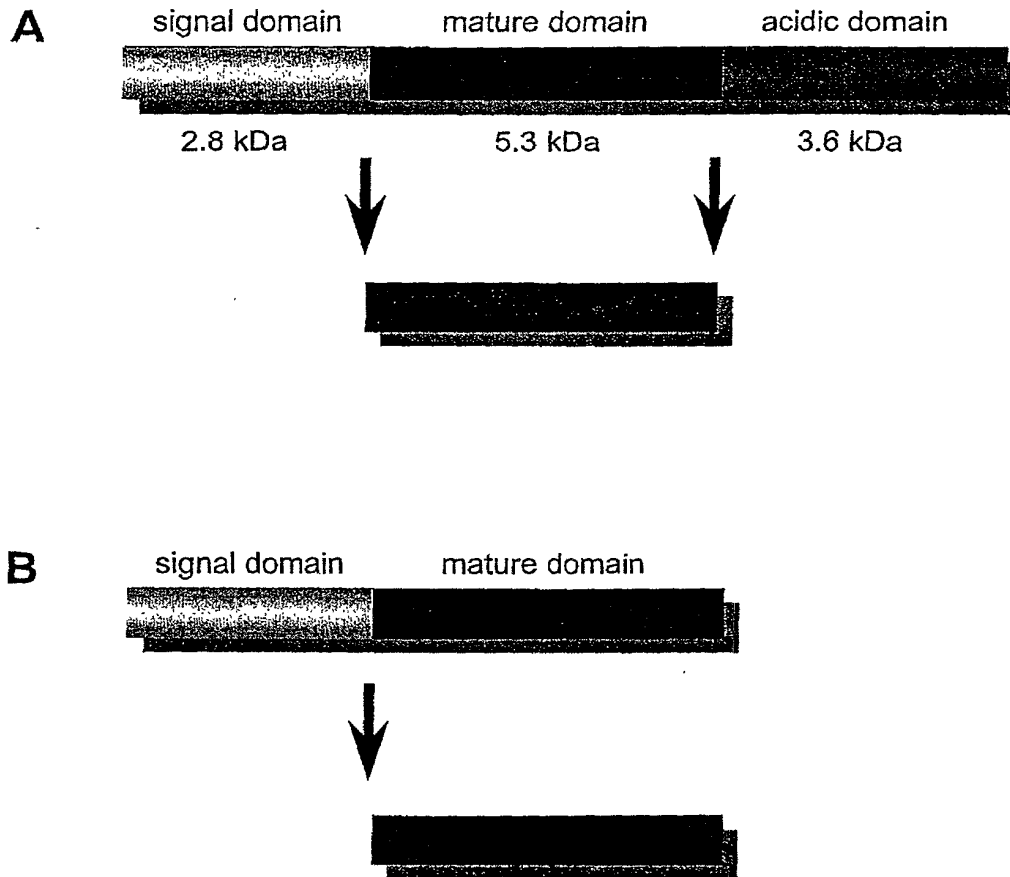 A
signal domain mature domain acidic domain
2.8 kDa 5.3 kDa 3.6 kDa
B
signal domain mature domain